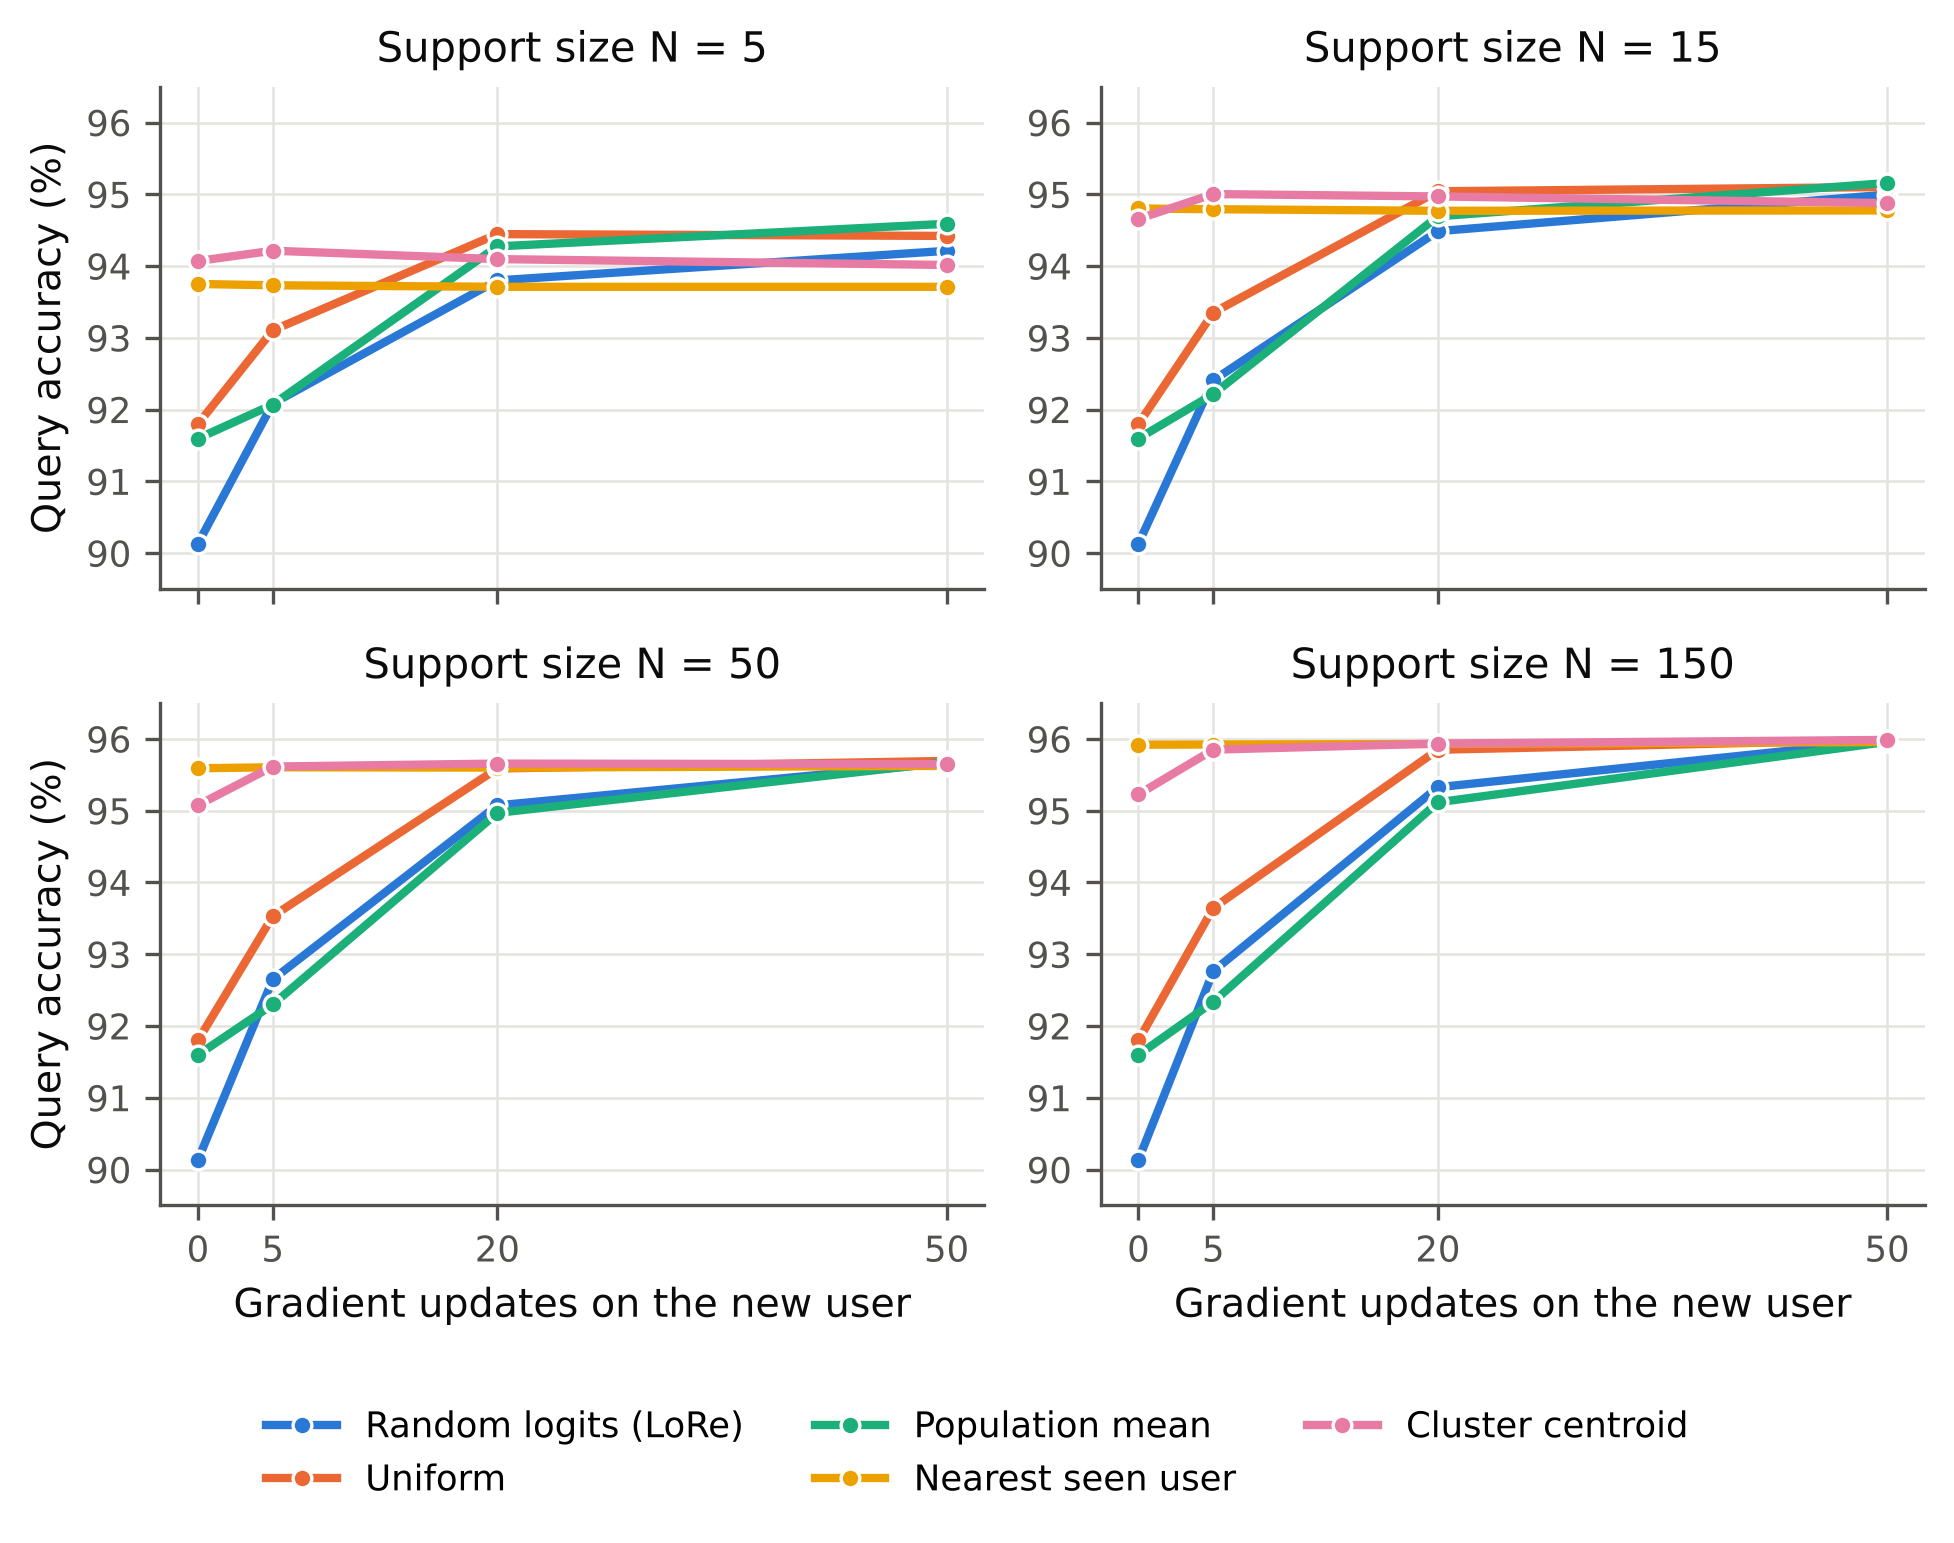 Support size N = 5
Support size N = 15
Query accuracy (%)
96
95
94
93
92
91
90
96
95
94
93
92
91
90
Support size N = 50
Support size N = 150
Query accuracy (%)
96
95
94
93
92
91
90
96
95
94
93
92
91
90
0 5 20 50
0 5 20 50
Gradient updates on the new user
Gradient updates on the new user
Random logits (LoRe)
Population mean
Cluster centroid
Uniform
Nearest seen user